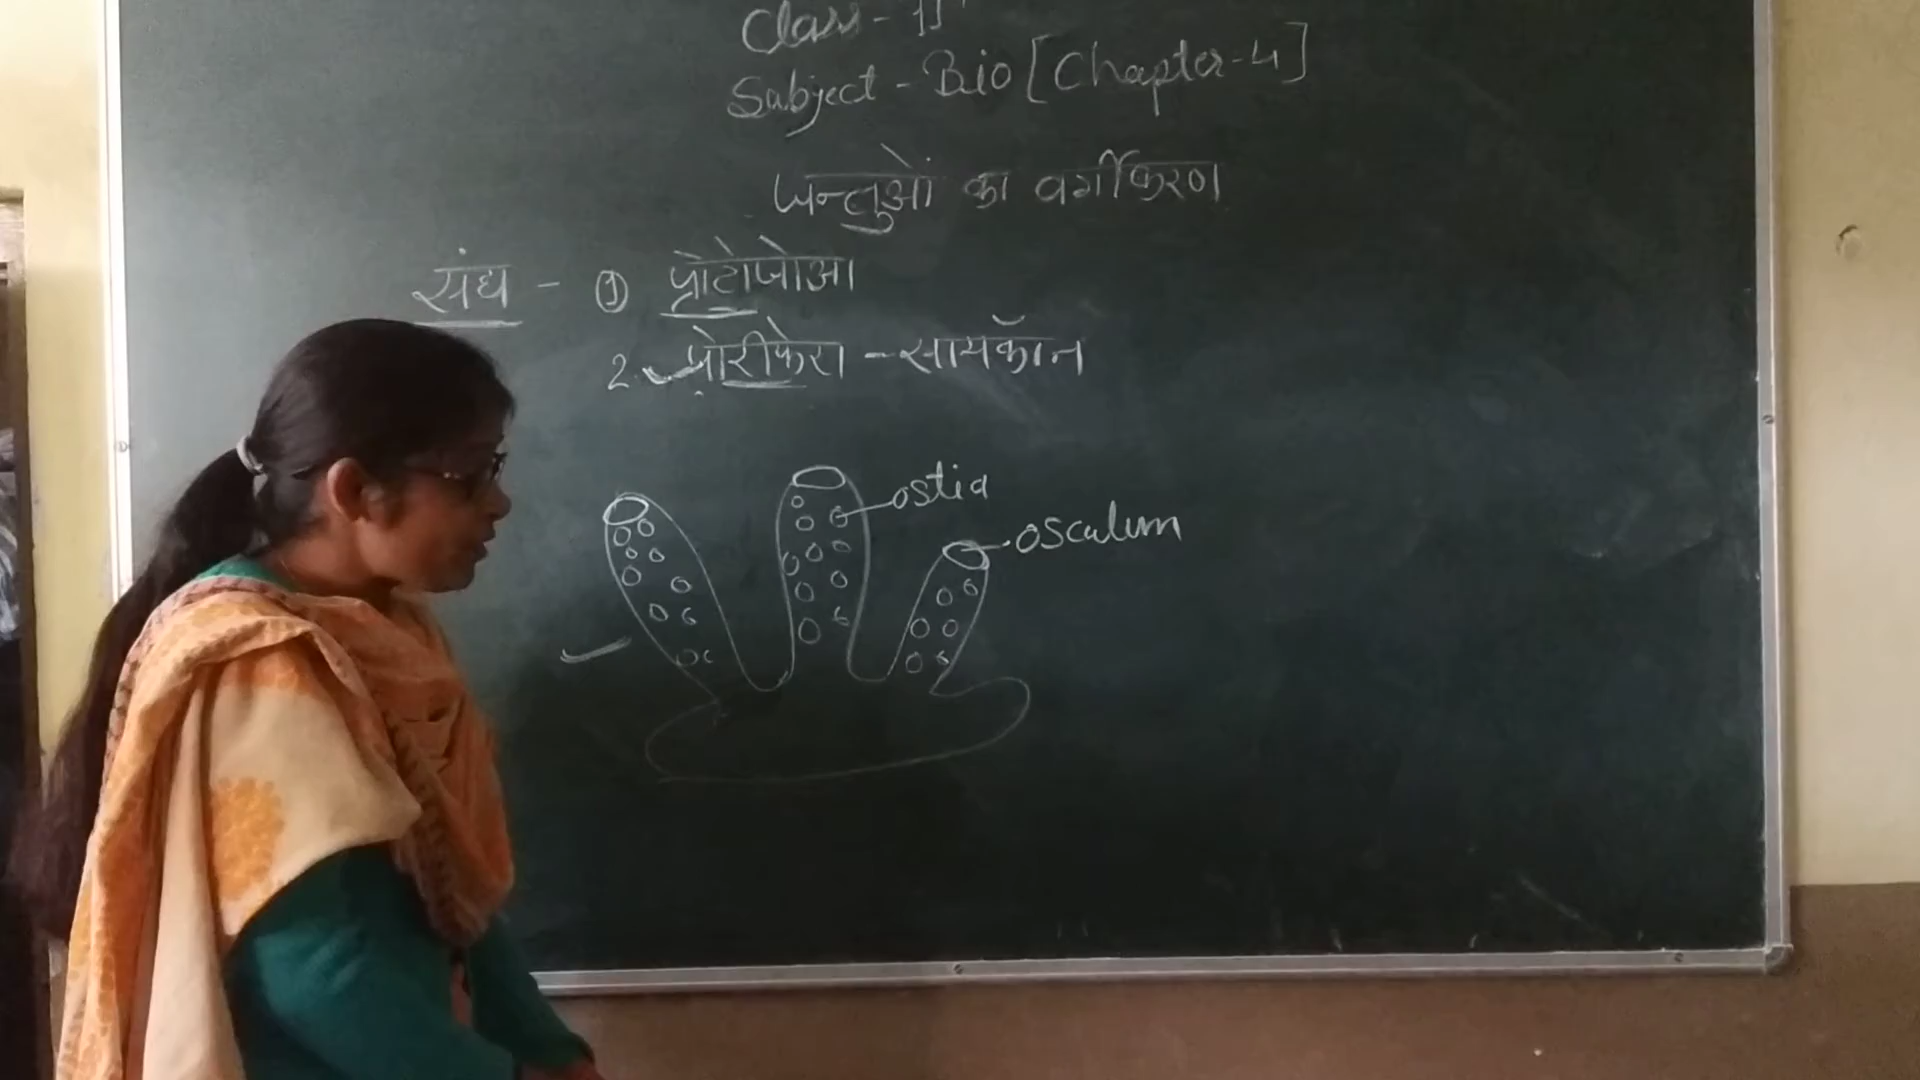 Class - 11
Subject - Bio [Chapter-4]
जन्तुओं का वर्गीकरण
संघ - ① प्रोटोजोआ
2. पोरीफेरा - सायकॉन
ostia
osculum